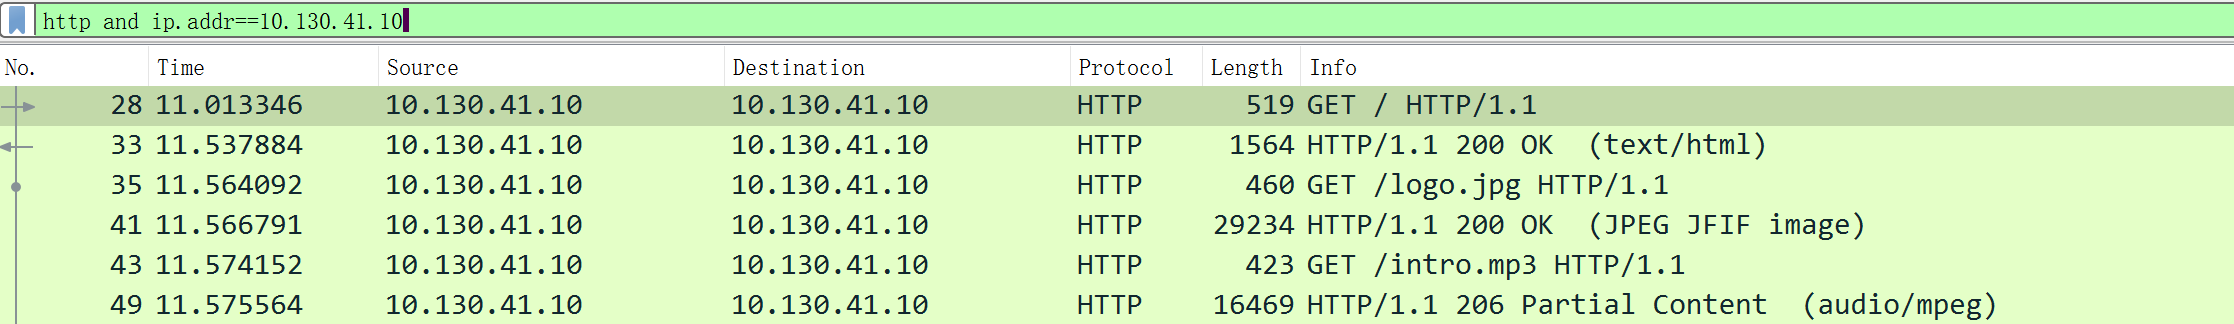 http and ip.addr==10.130.41.10
No. Time Source Destination Protocol Length Info
28 11.013346 10.130.41.10 10.130.41.10 HTTP 519 GET / HTTP/1.1
33 11.537884 10.130.41.10 10.130.41.10 HTTP 1564 HTTP/1.1 200 OK (text/html)
35 11.564092 10.130.41.10 10.130.41.10 HTTP 460 GET /logo.jpg HTTP/1.1
41 11.566791 10.130.41.10 10.130.41.10 HTTP 29234 HTTP/1.1 200 OK (JPEG JFIF image)
43 11.574152 10.130.41.10 10.130.41.10 HTTP 423 GET /intro.mp3 HTTP/1.1
49 11.575564 10.130.41.10 10.130.41.10 HTTP 16469 HTTP/1.1 206 Partial Content (audio/mpeg)